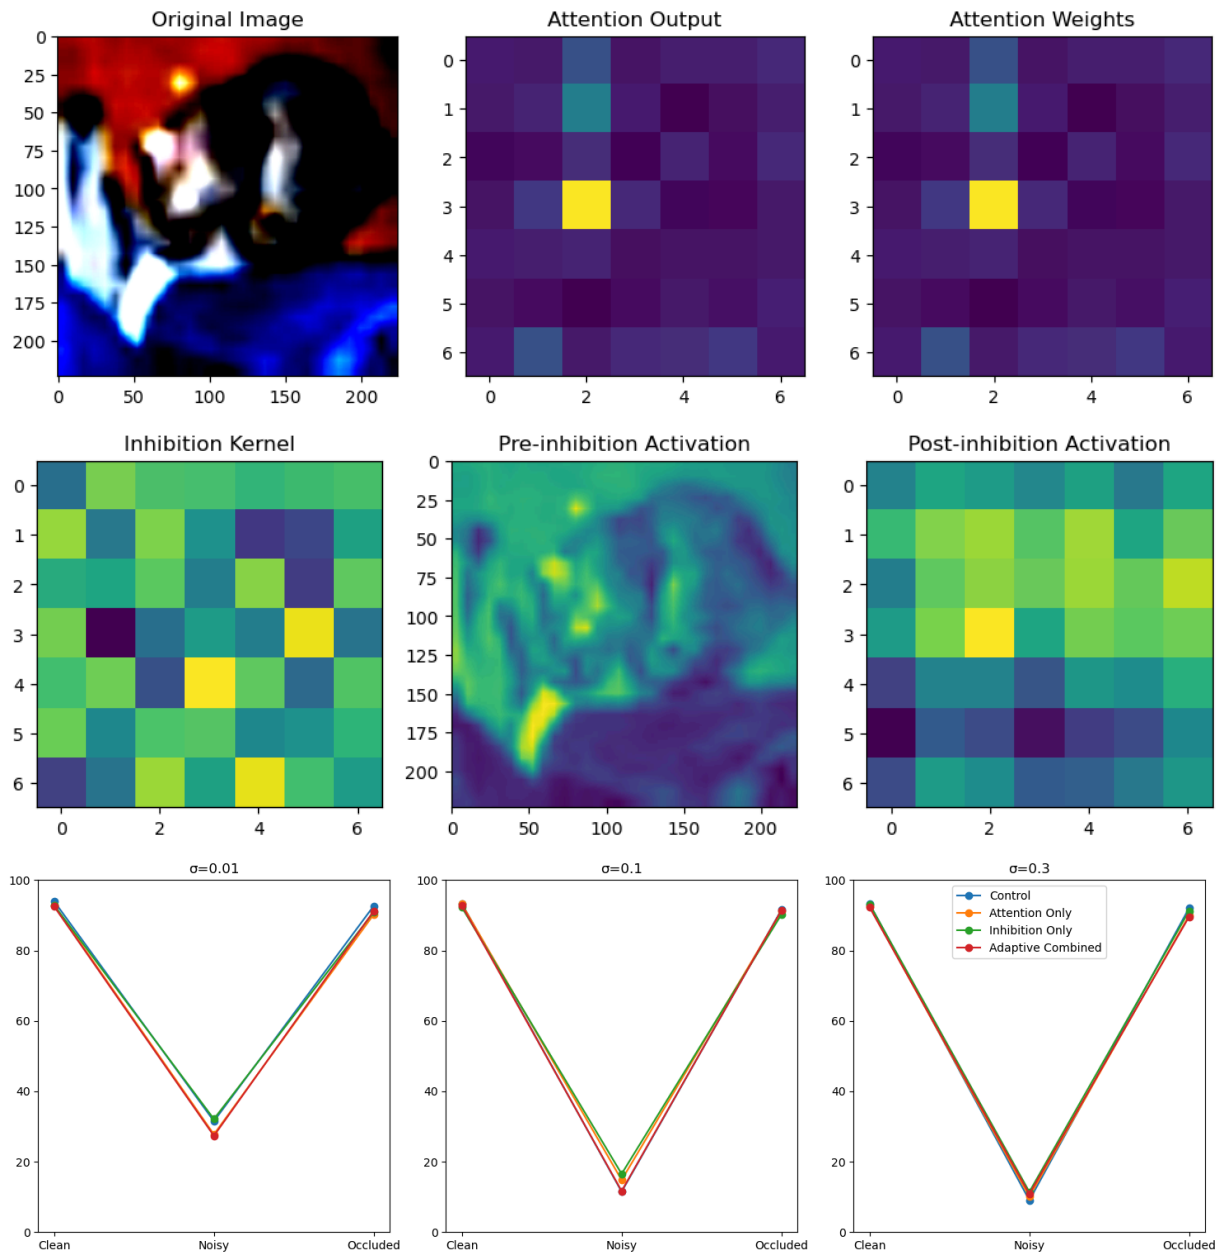 Original Image
Attention Output
Attention Weights
0
25
50
75
100
125
150
175
200
0 50 100 150 200
0
1
2
3
4
5
6
0 2 4 6
0
1
2
3
4
5
6
0 2 4 6
Inhibition Kernel
Pre-inhibition Activation
Post-inhibition Activation
0
1
2
3
4
5
6
0 2 4 6
0
25
50
75
100
125
150
175
200
0 50 100 150 200
0
1
2
3
4
5
6
0 2 4 6
σ=0.01
100
80
60
40
20
0
Clean Noisy Occluded
σ=0.1
100
80
60
40
20
0
Clean Noisy Occluded
σ=0.3
100
80
60
40
20
0
Control
Attention Only
Inhibition Only
Adaptive Combined
Clean Noisy Occluded